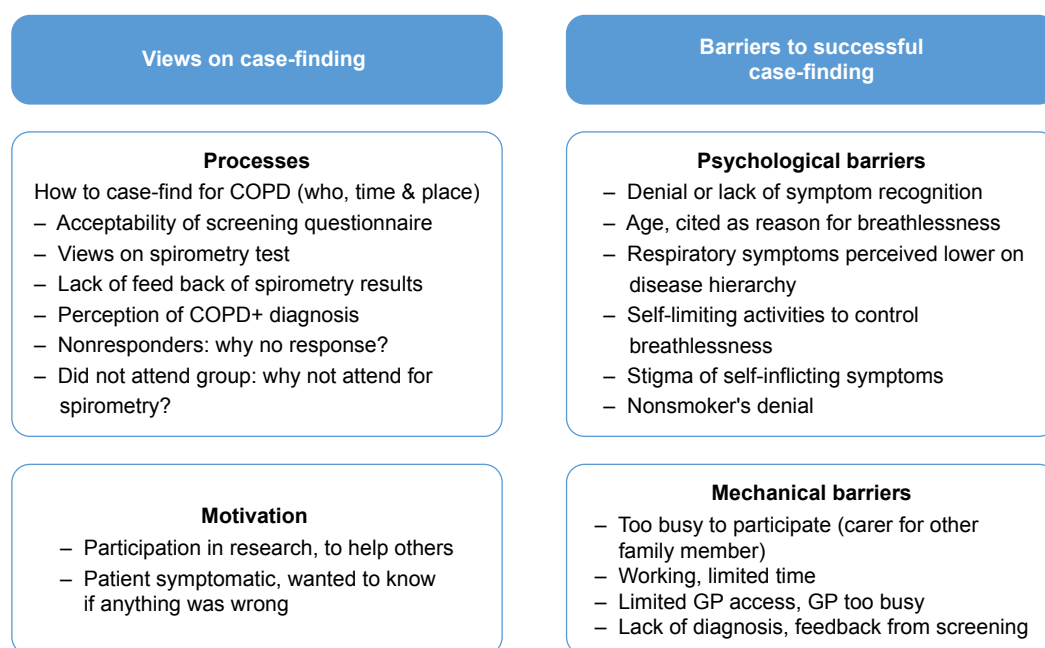 Views on case-finding
Processes
How to case-find for COPD (who, time & place)
– Acceptability of screening questionnaire
– Views on spirometry test
– Lack of feed back of spirometry results
– Perception of COPD+ diagnosis
– Nonresponders: why no response?
– Did not attend group: why not attend for
spirometry?
Motivation
– Participation in research, to help others
– Patient symptomatic, wanted to know
if anything was wrong
Barriers to successful
case-finding
Psychological barriers
– Denial or lack of symptom recognition
– Age, cited as reason for breathlessness
– Respiratory symptoms perceived lower on
disease hierarchy
– Self-limiting activities to control
breathlessness
– Stigma of self-inflicting symptoms
– Nonsmoker's denial
Mechanical barriers
– Too busy to participate (carer for other
family member)
– Working, limited time
– Limited GP access, GP too busy
– Lack of diagnosis, feedback from screening